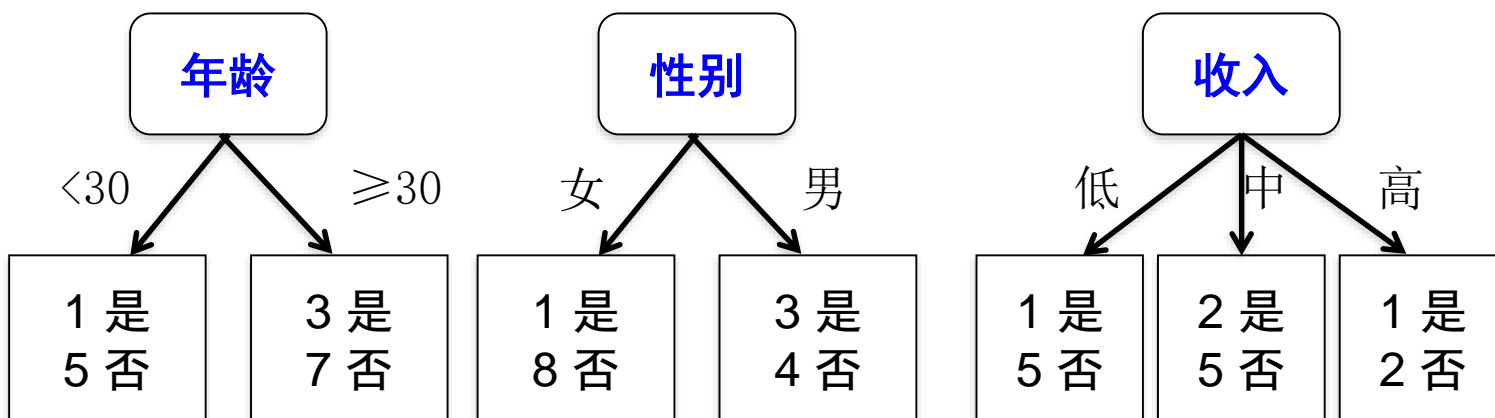 年龄
性别
收入
<30
≥30
女
男
低
中
高
1 是
5 否
3 是
7 否
1 是
8 否
3 是
4 否
1 是
5 否
2 是
5 否
1 是
2 否